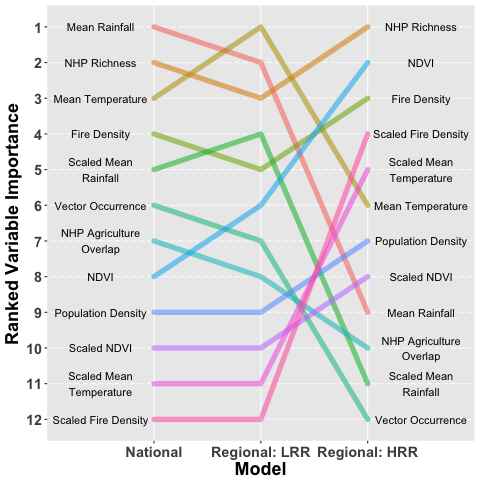 Ranked Variable Importance
1
2
3
4
5
6
7
8
9
10
11
12
Mean Rainfall
NHP Richness
Mean Temperature
Fire Density
Scaled Mean
Rainfall
Vector Occurrence
NHP Agriculture
Overlap
NDVI
Population Density
Scaled NDVI
Scaled Mean
Temperature
Scaled Fire Density
NHP Richness
NDVI
Fire Density
Scaled Fire Density
Scaled Mean
Temperature
Mean Temperature
Population Density
Scaled NDVI
Mean Rainfall
NHP Agriculture
Overlap
Scaled Mean
Rainfall
Vector Occurrence
National
Regional: LRR
Regional: HRR
Model